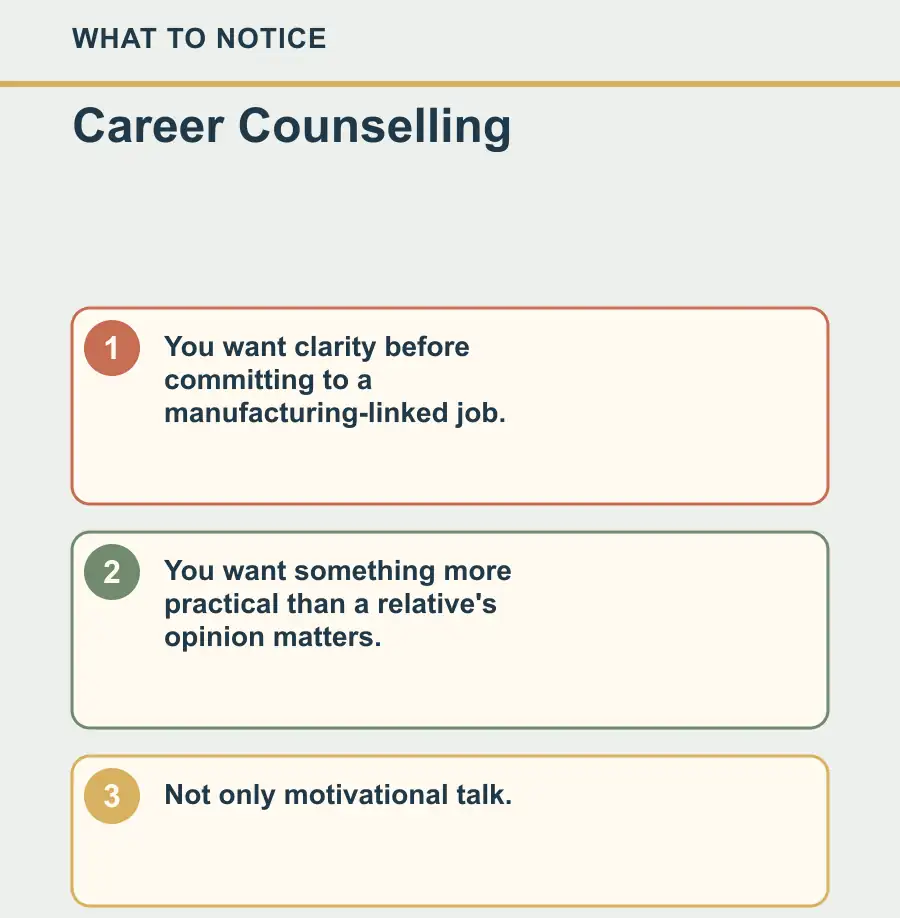 WHAT TO NOTICE
Career Counselling
1
You want clarity before
committing to a
manufacturing-linked job.
2
You want something more
practical than a relative's
opinion matters.
3
Not only motivational talk.